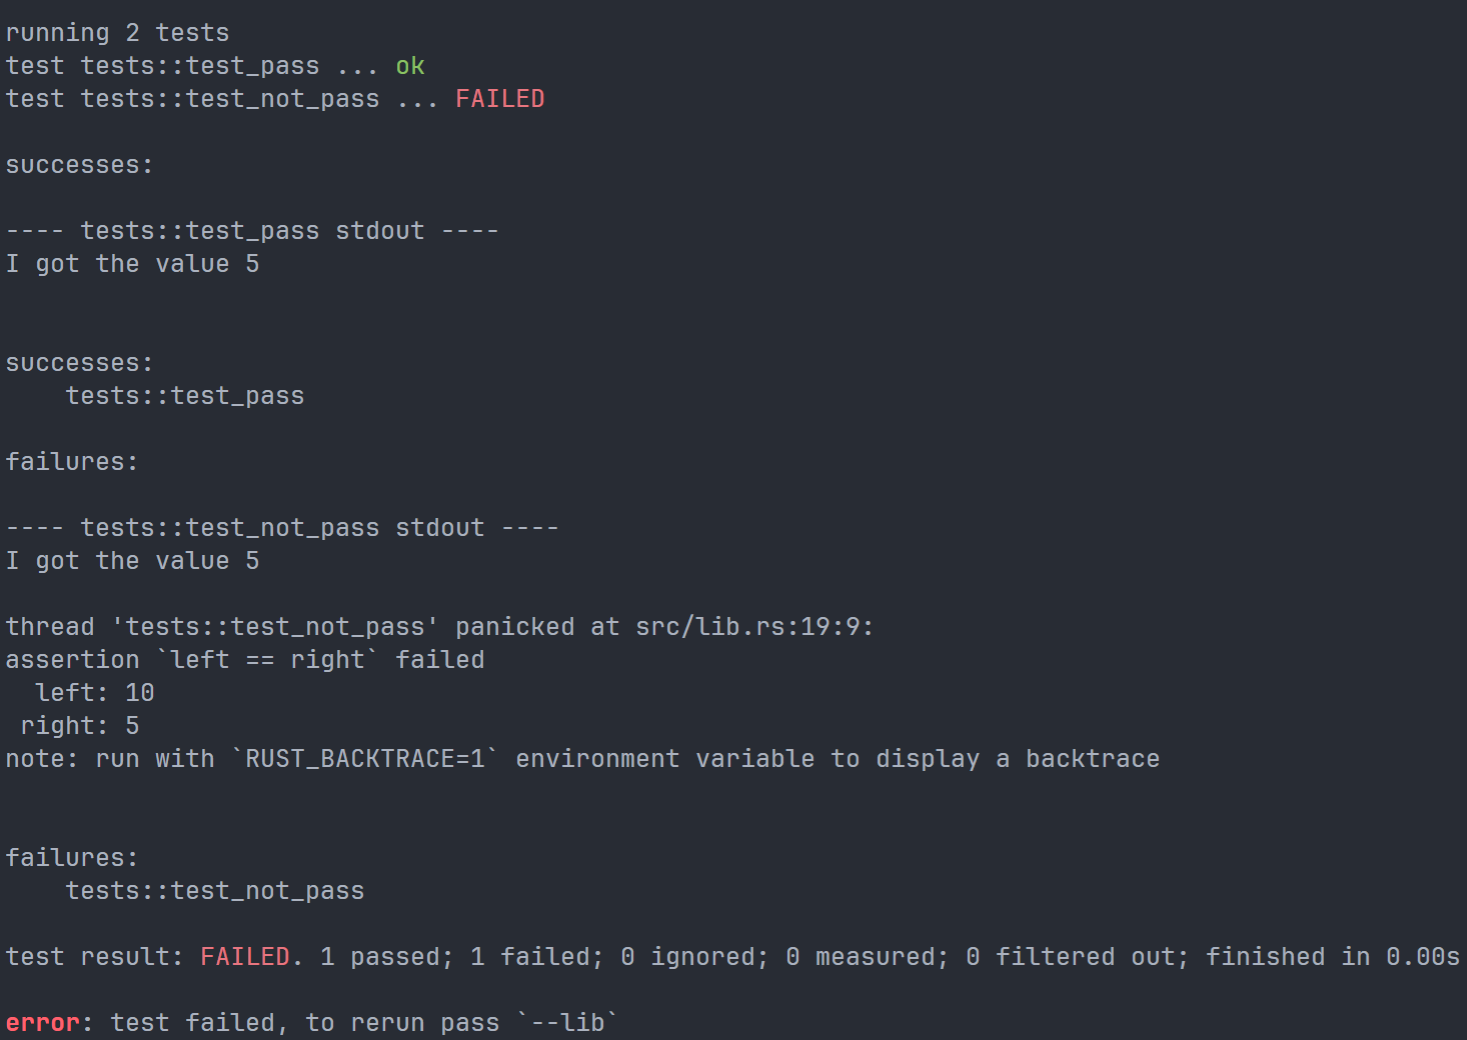 running 2 tests
test tests::test_pass ... ok
test tests::test_not_pass ... FAILED

successes:

---- tests::test_pass stdout ----
I got the value 5


successes:
    tests::test_pass

failures:

---- tests::test_not_pass stdout ----
I got the value 5

thread 'tests::test_not_pass' panicked at src/lib.rs:19:9:
assertion `left == right` failed
  left: 10
 right: 5
note: run with `RUST_BACKTRACE=1` environment variable to display a backtrace


failures:
    tests::test_not_pass

test result: FAILED. 1 passed; 1 failed; 0 ignored; 0 measured; 0 filtered out; finished in 0.00s

error: test failed, to rerun pass `--lib`